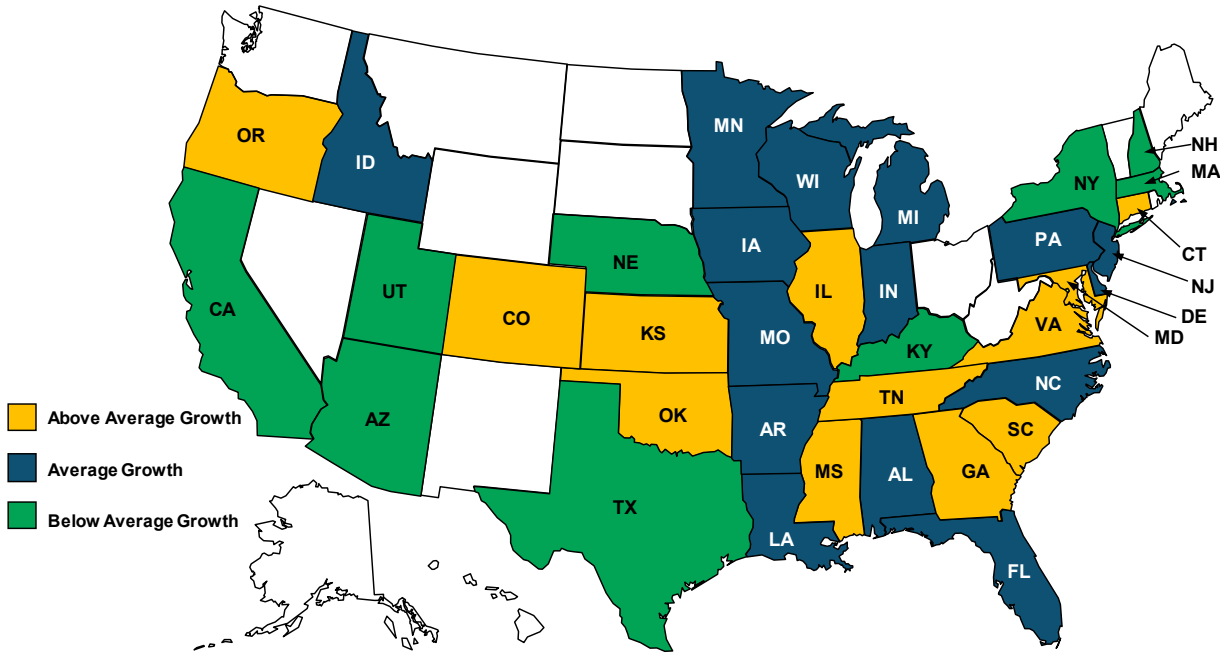 MN
NH
OR
ID
WI
MA
NY
MI
PA
IA
CT
NE
NJ
IL
IN
UT
CA
CO
DE
VA
KS
MO
MD
KY
NC
TN
Above Average Growth
AZ
OK
AR
SC
Average Growth
MS
AL
GA
TX
Below Average Growth
LA
FL